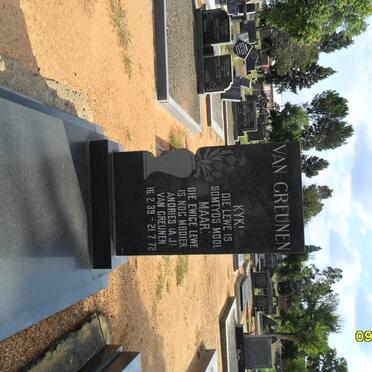 VAN GREUNEN
KYK!
DIE LEWE IS
SOMTYDS MOOI,
MAAR:
DIE EWIGE LEWE
IS NOG MOOIER
ANDRIES (A.J.)
VAN GREUNEN
16.2.39 - 21.7.72
09